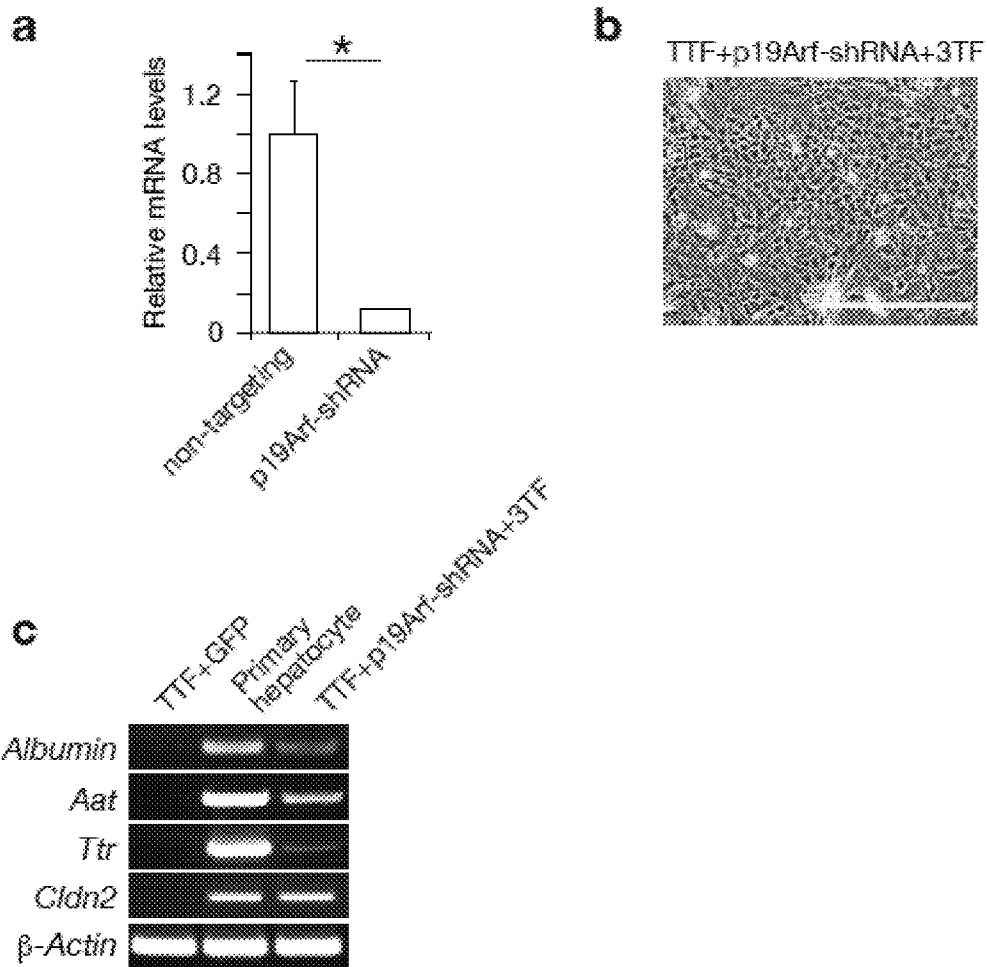 a
*
Relative mRNA levels
1.2
0.8
0.4
0
non-targeting
p19Arf-shRNA
b
TTF+p19Arf-shRNA+3TF
c
TTF+GFP
Primary
hepatocyte
TTF+p19Arf-shRNA+3TF
Albumin
Aat
Ttr
Cldn2
β-Actin